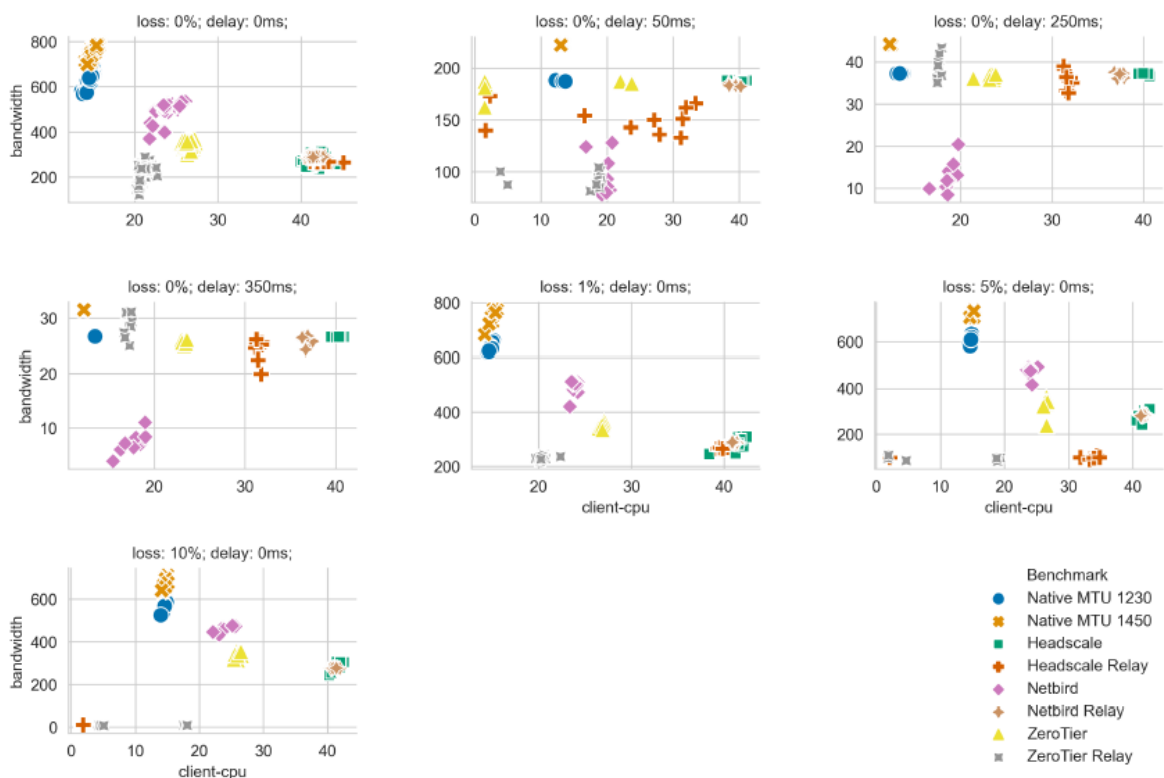 loss: 0%; delay: 0ms;
loss: 0%; delay: 50ms;
loss: 0%; delay: 250ms;
bandwidth
800
600
400
200
20
30
40
200
150
100
0
10
20
30
40
40
30
20
10
20
30
40
loss: 0%; delay: 350ms;
loss: 1%; delay: 0ms;
loss: 5%; delay: 0ms;
bandwidth
30
20
10
20
30
40
800
600
400
200
20
30
40
client-cpu
600
400
200
0
10
20
30
40
client-cpu
loss: 10%; delay: 0ms;
bandwidth
600
400
200
0
0
10
20
30
40
client-cpu
Benchmark
Native MTU 1230
Native MTU 1450
Headscale
Headscale Relay
Netbird
Netbird Relay
ZeroTier
ZeroTier Relay